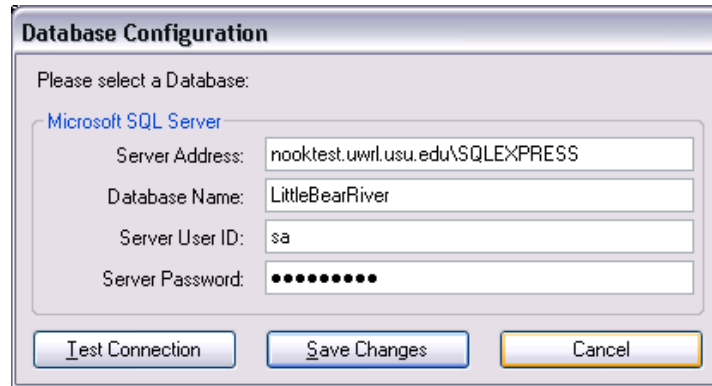 Database Configuration
Please select a Database:
Microsoft SQL Server
Server Address: nooktest.uwrl.usu.edu\SQLEXPRESS
Database Name: LittleBearRiver
Server User ID: sa
Server Password: ●●●●●●●●●
Test Connection Save Changes Cancel